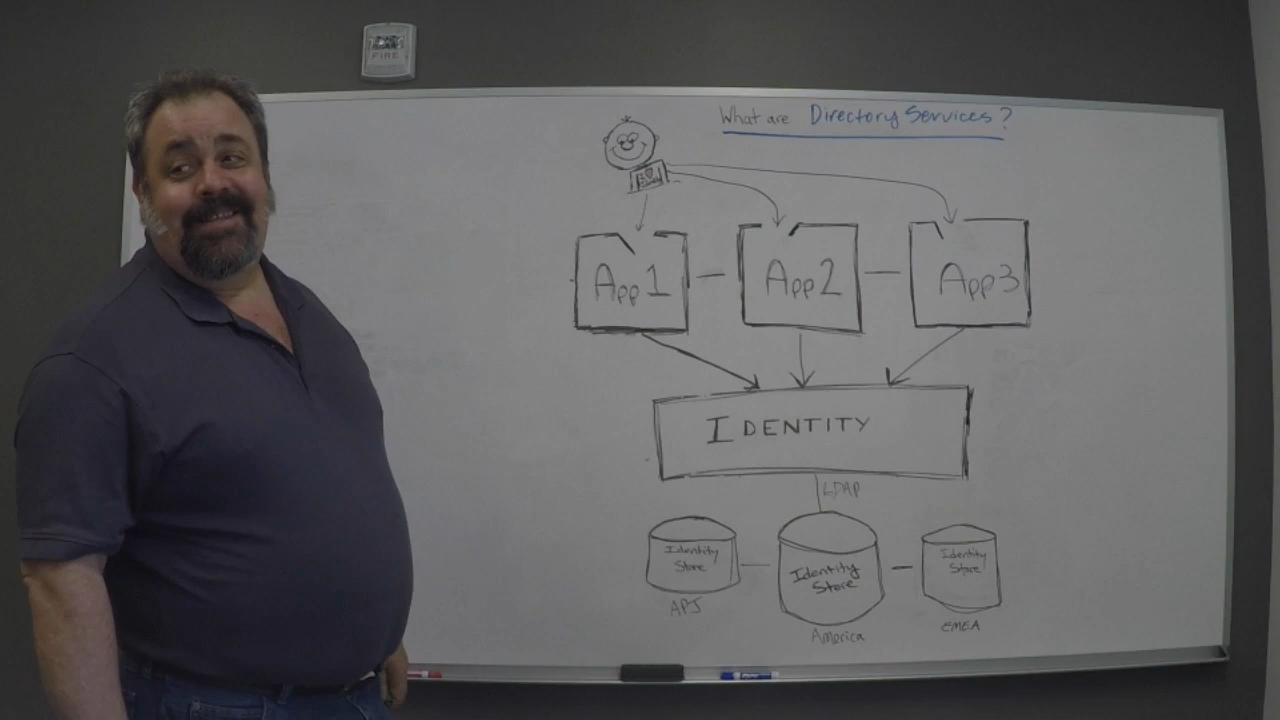 FIRE
What are Directory Services?
App 1
App 2
App 3
IDENTITY
LDAP
Identity
Store
APJ
Identity
Store
America
Identity
Store
EMEA